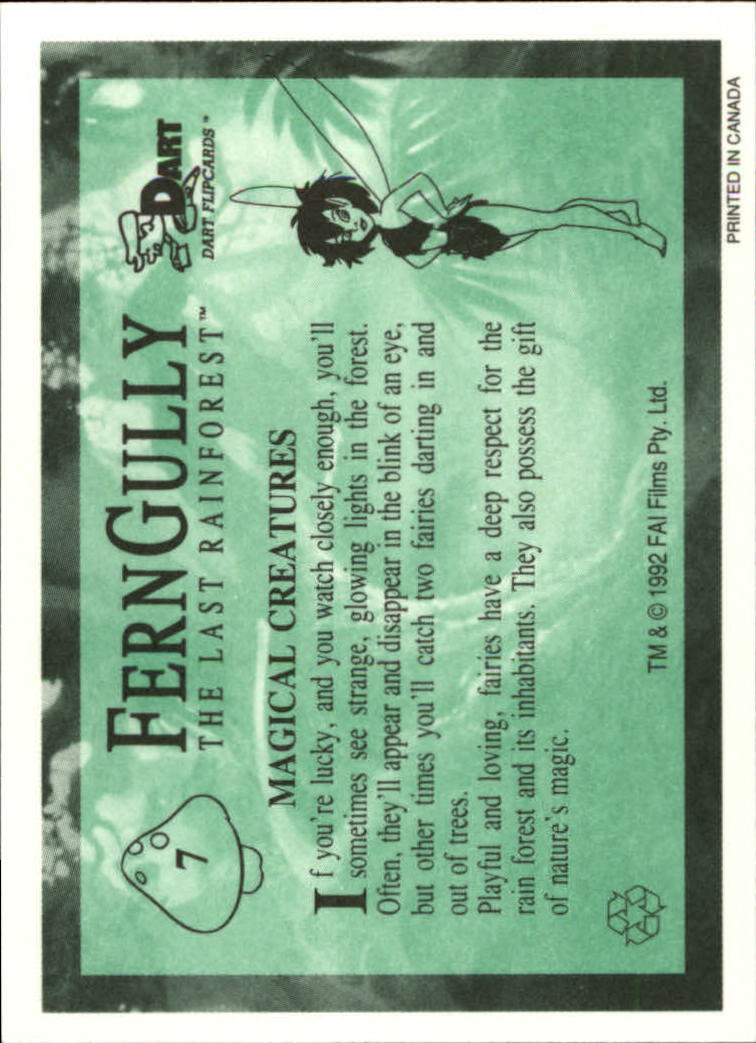 7
FERNGULLY
THE LAST RAINFOREST™
DART
DART FLIPCARDS™
MAGICAL CREATURES
If you're lucky, and you watch closely enough, you'll
sometimes see strange, glowing lights in the forest.
Often, they'll appear and disappear in the blink of an eye,
but other times you'll catch two fairies darting in and
out of trees.
Playful and loving, fairies have a deep respect for the
rain forest and its inhabitants. They also possess the gift
of nature's magic.
TM & © 1992 FAI Films Pty. Ltd.
PRINTED IN CANADA